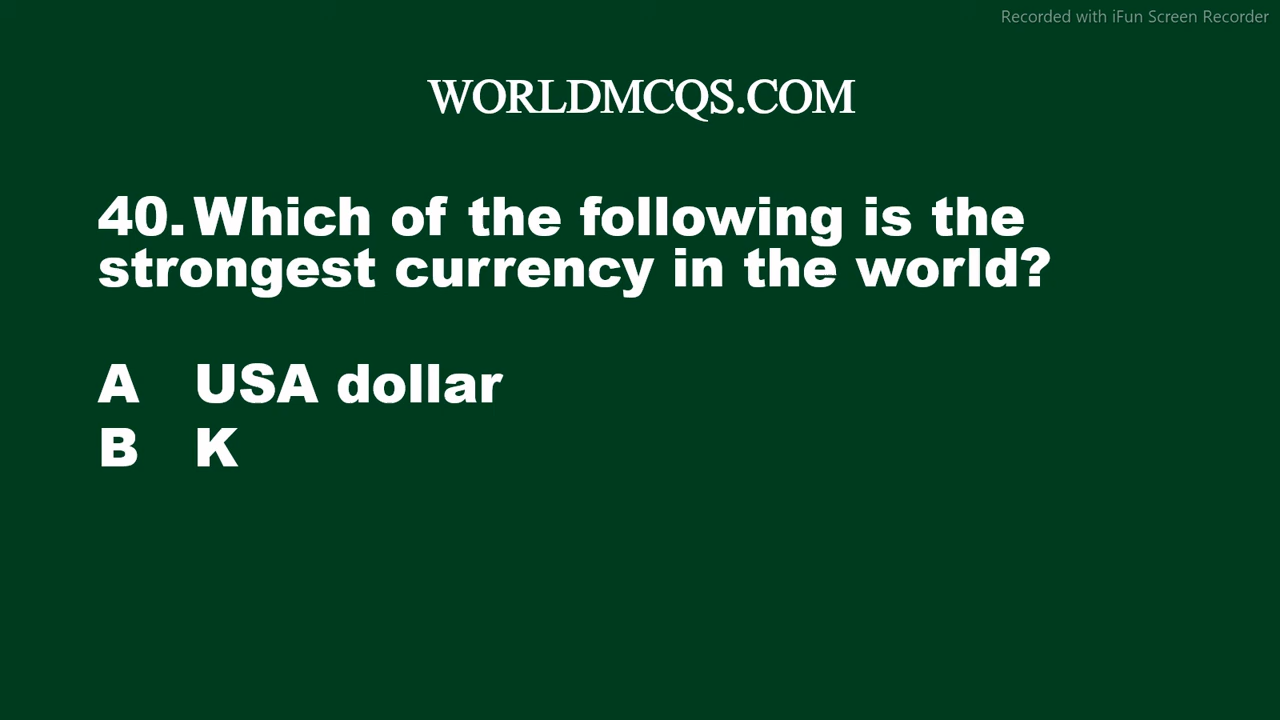 Recorded with iFun Screen Recorder
WORLDMCQS.COM
40. Which of the following is the
strongest currency in the world?
A USA dollar
B K